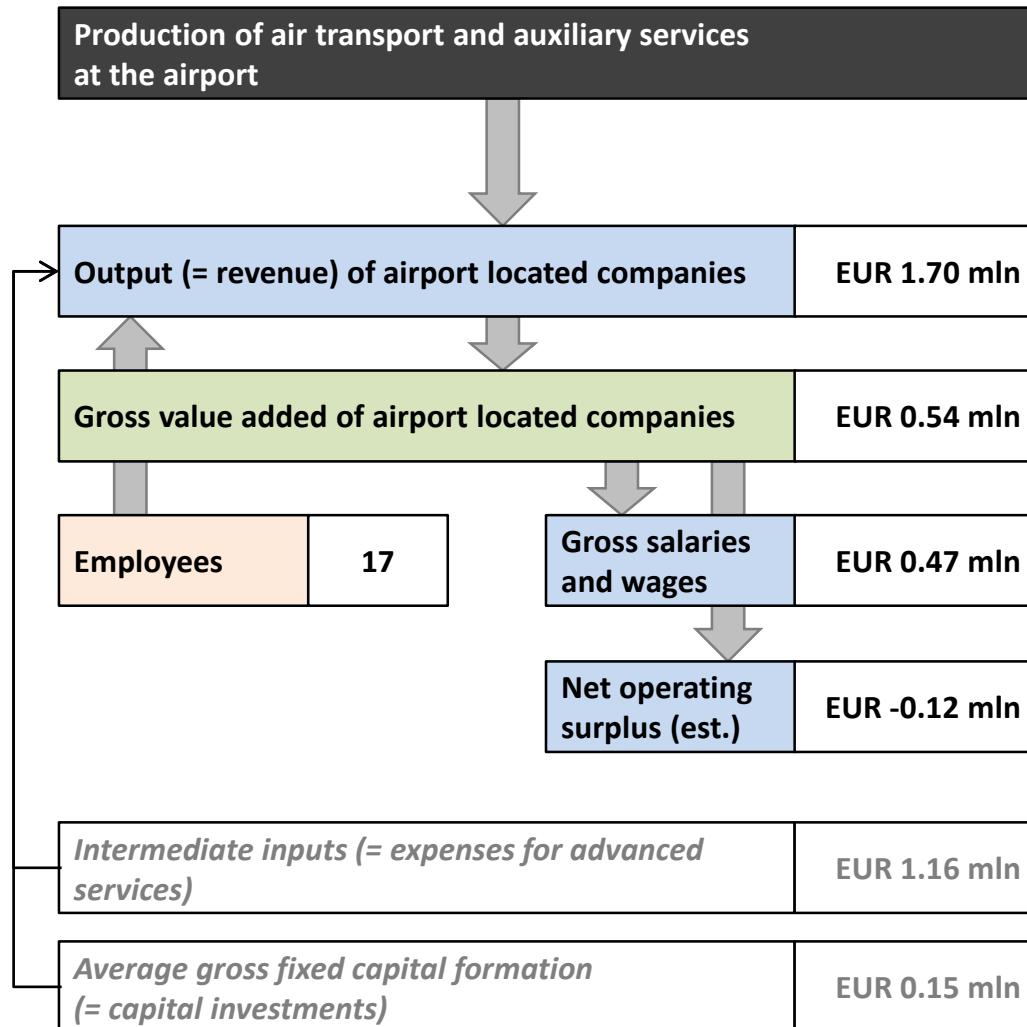 Production of air transport and auxiliary services
at the airport
Output (= revenue) of airport located companies
EUR 1.70 mln
Gross value added of airport located companies
EUR 0.54 mln
Employees
17
Gross salaries
and wages
EUR 0.47 mln
Net operating
surplus (est.)
EUR -0.12 mln
Intermediate inputs (= expenses for advanced
services)
EUR 1.16 mln
Average gross fixed capital formation
(= capital investments)
EUR 0.15 mln